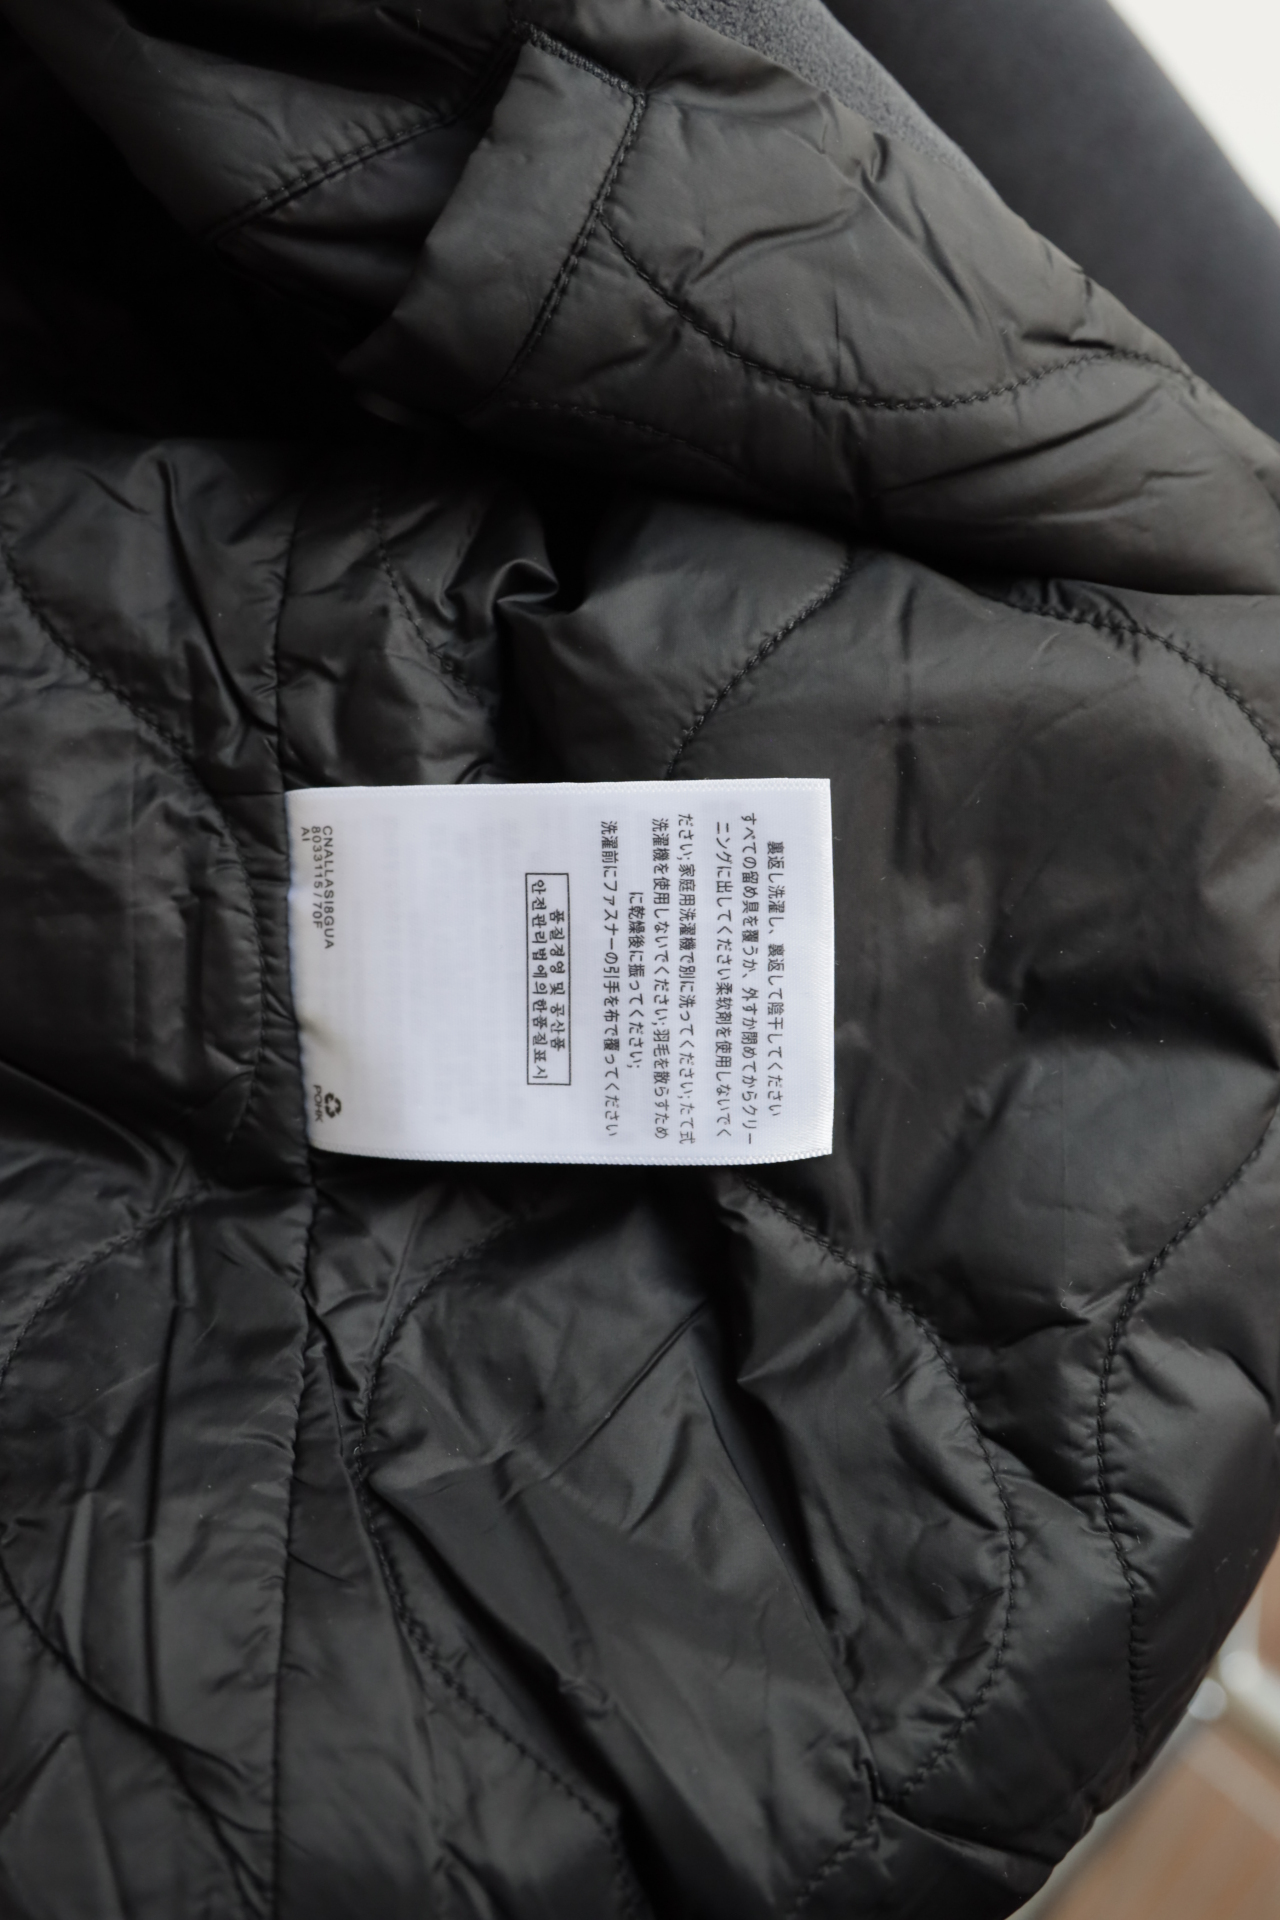 裏返し洗濯し、裏返して陰干してください
すべての留め具を覆うか、外すか閉めてからクリー
ニングに出してください柔軟剤を使用しないでく
ださい;家庭用洗濯機で別に洗ってください;たて式
洗濯機を使用しないでください;羽毛を散らすため
に乾燥後に振ってください;
洗濯前にファスナーの引手を布で覆ってください
품질경영 및 공산품
안전관리법에의한품질표시
CNALLASI8GUA
8033115/70F
AI